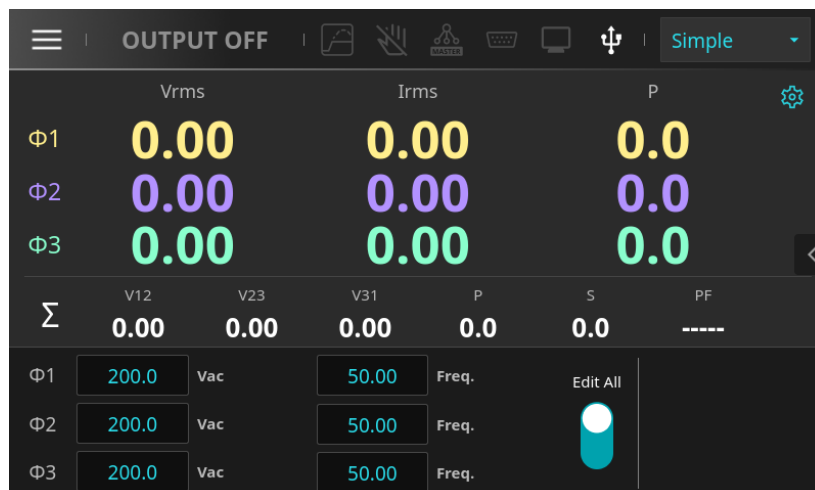 OUTPUT OFF MASTER Simple
Vrms Irms P
Φ1 0.00 0.00 0.0
Φ2 0.00 0.00 0.0
Φ3 0.00 0.00 0.0
V12 V23 V31 P S PF
Σ 0.00 0.00 0.00 0.0 0.0 -----
Φ1 200.0 Vac 50.00 Freq. Edit All
Φ2 200.0 Vac 50.00 Freq.
Φ3 200.0 Vac 50.00 Freq.